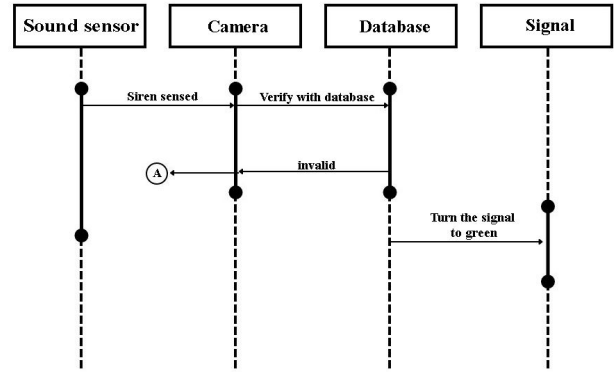 Sound sensor
Camera
Database
Signal
Siren sensed
Verify with database
invalid
A
Turn the signal
to green